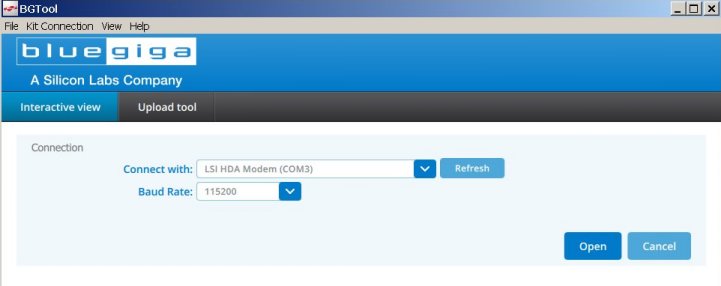 BGTool
File Kit Connection View Help
bluegiga
A Silicon Labs Company
Interactive view Upload tool
Connection
Connect with: LSI HDA Modem (COM3) Refresh
Baud Rate: 115200
Open Cancel